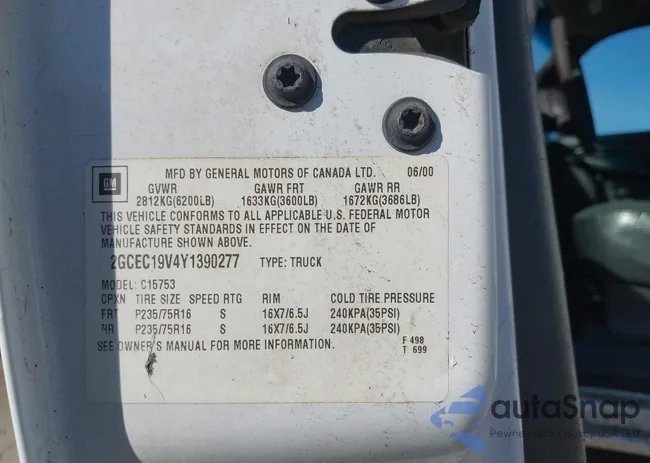 GM
MFD BY GENERAL MOTORS OF CANADA LTD. 06/00
GVWR GAWR FRT GAWR RR
2812KG(6200LB) 1633KG(3600LB) 1672KG(3686LB)
THIS VEHICLE CONFORMS TO ALL APPLICABLE U.S. FEDERAL MOTOR
VEHICLE SAFETY STANDARDS IN EFFECT ON THE DATE OF
MANUFACTURE SHOWN ABOVE.
2GCEC19V4Y1390277 TYPE: TRUCK
MODEL: C15753
CPXN TIRE SIZE SPEED RTG RIM COLD TIRE PRESSURE
FRT P235/75R16 S 16X7/6.5J 240KPA(35PSI)
RR P235/75R16 S 16X7/6.5J 240KPA(35PSI)
SEE OWNER'S MANUAL FOR MORE INFORMATION.
F 498
T 699
autaSnap
Pewne auto z aukcji